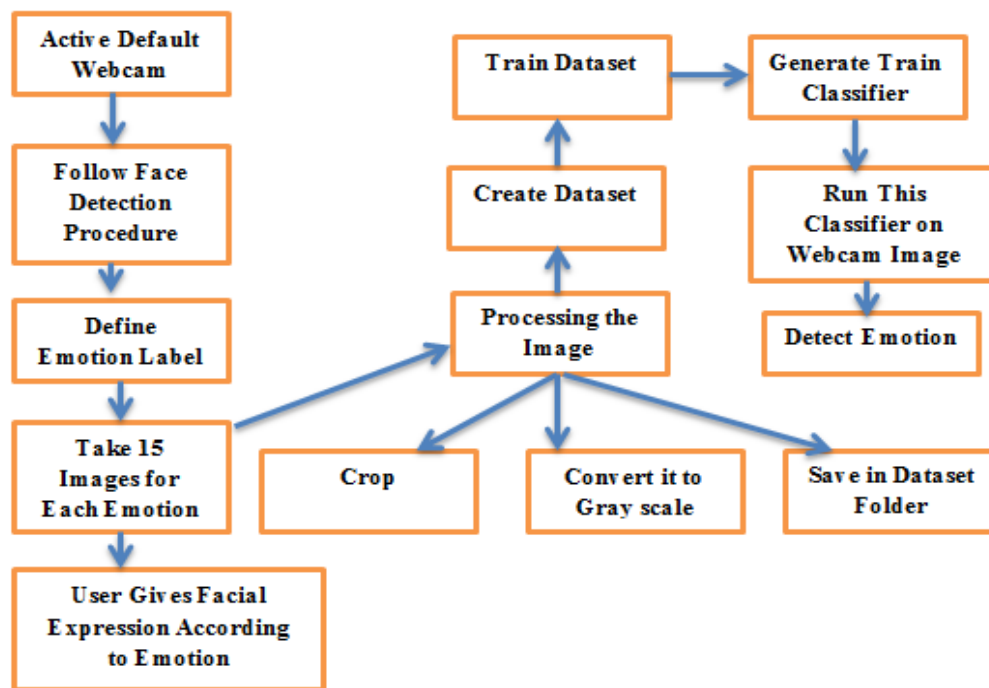 Active Default
Webcam
Follow Face
Detection
Procedure
Define
Emotion Label
Take 15
Images for
Each Emotion
User Gives Facial
Expression According
to Emotion
Train Dataset
Create Dataset
Processing the
Image
Crop
Convert it to
Gray scale
Save in Dataset
Folder
Generate Train
Classifier
Run This
Classifier on
Webcam Image
Detect Emotion